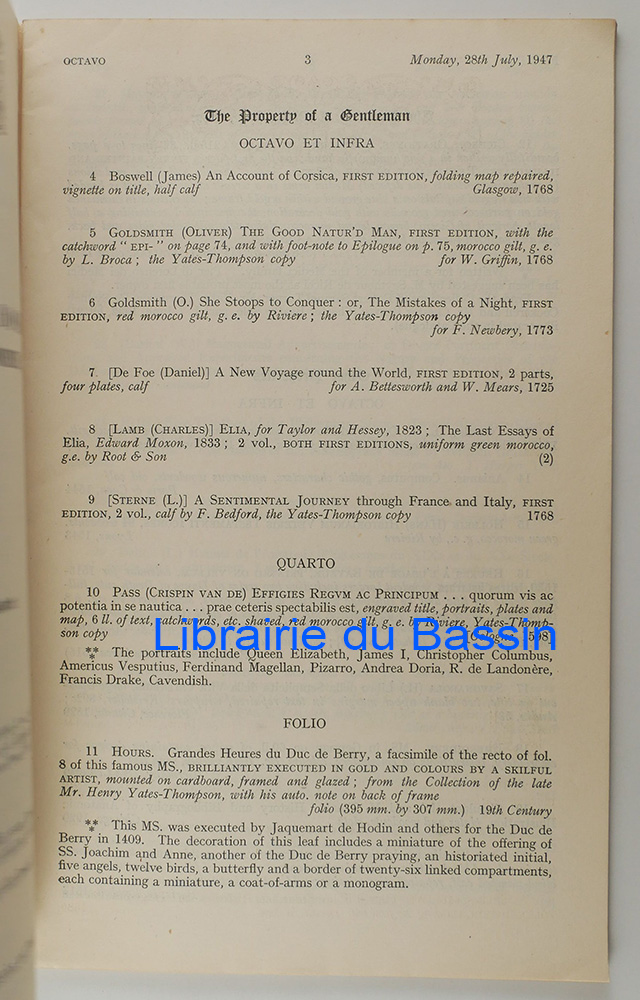 OCTAVO 3 Monday, 28th July, 1947
The Property of a Gentleman
OCTAVO ET INFRA
4 Boswell (James) An Account of Corsica, FIRST EDITION, folding map repaired,
vignette on title, half calf Glasgow, 1768
5 GOLDSMITH (OLIVER) THE GOOD NATUR'D MAN, FIRST EDITION, with the
catchword " EPI- " on page 74, and with foot-note to Epilogue on p. 75, morocco gilt, g. e.
by L. Broca ; the Yates-Thompson copy for W. Griffin, 1768
6 Goldsmith (O.) She Stoops to Conquer : or, The Mistakes of a Night, FIRST
EDITION, red morocco gilt, g. e. by Riviere ; the Yates-Thompson copy
for F. Newbery, 1773
7 [De Foe (Daniel)] A New Voyage round the World, FIRST EDITION, 2 parts,
four plates, calf for A. Bettesworth and W. Mears, 1725
8 [LAMB (CHARLES)] ELIA, for Taylor and Hessey, 1823 ; The Last Essays of
Elia, Edward Moxon, 1833 ; 2 vol., BOTH FIRST EDITIONS, uniform green morocco,
g.e. by Root & Son (2)
9 [STERNE (L.)] A SENTIMENTAL JOURNEY through France and Italy, FIRST
EDITION, 2 vol., calf by F. Bedford, the Yates-Thompson copy 1768
QUARTO
10 PASS (CRISPIN VAN DE) EFFIGIES REGVM AC PRINCIPUM . . . quorum vis ac
potentia in se nautica . . . prae ceteris spectabilis est, engraved title, portraits, plates and
map, 6 ll. of text, catchwords, etc. shaved, red morocco gilt, g. e. by Riviere, Yates-Thomp-
son copy
Librairie du Bassin
*** The portraits include Queen Elizabeth, James I, Christopher Columbus,
Americus Vesputius, Ferdinand Magellan, Pizarro, Andrea Doria, R. de Landonère,
Francis Drake, Cavendish.
FOLIO
11 HOURS. Grandes Heures du Duc de Berry, a facsimile of the recto of fol.
8 of this famous MS., BRILLIANTLY EXECUTED IN GOLD AND COLOURS BY A SKILFUL
ARTIST, mounted on cardboard, framed and glazed ; from the Collection of the late
Mr. Henry Yates-Thompson, with his auto. note on back of frame
folio (395 mm. by 307 mm.) 19th Century
*** This MS. was executed by Jaquemart de Hodin and others for the Duc de
Berry in 1409. The decoration of this leaf includes a miniature of the offering of
SS. Joachim and Anne, another of the Duc de Berry praying, an historiated initial,
five angels, twelve birds, a butterfly and a border of twenty-six linked compartments,
each containing a miniature, a coat-of-arms or a monogram.